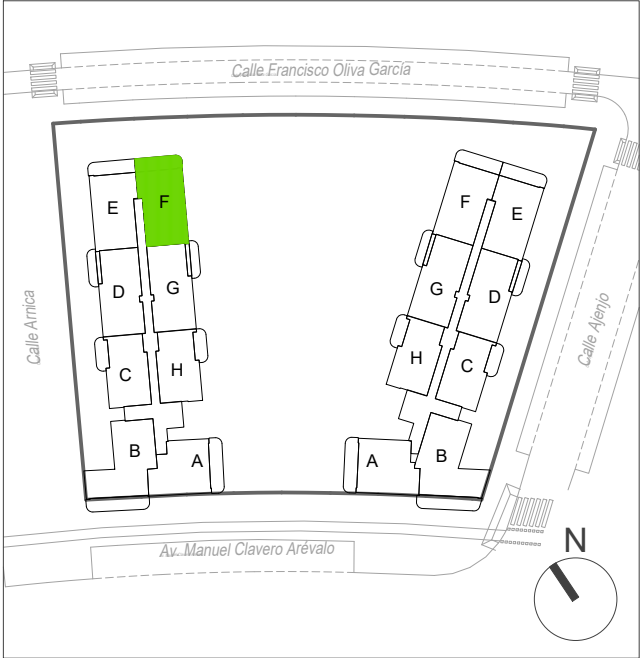 Calle Francisco Oliva García
E
F
D
G
C
H
B
A
F
E
G
D
H
C
A
B
Calle Arnica
Calle Ajenjo
Av. Manuel Clavero Arévalo
N